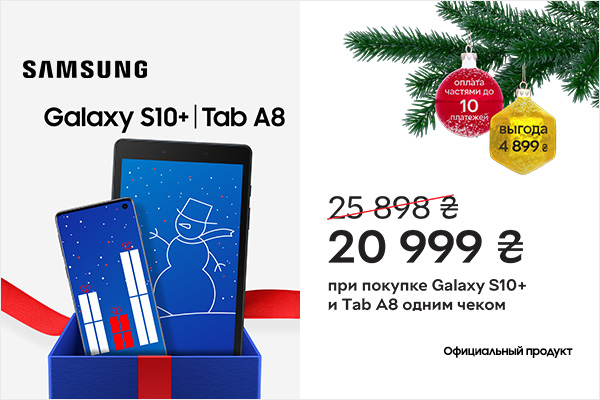 SAMSUNG
Galaxy S10+ | Tab A8
оплата
частями до
10
платежей
выгода
4 899 ₴
25 898 ₴
20 999 ₴
при покупке Galaxy S10+
и Tab A8 одним чеком
Официальный продукт